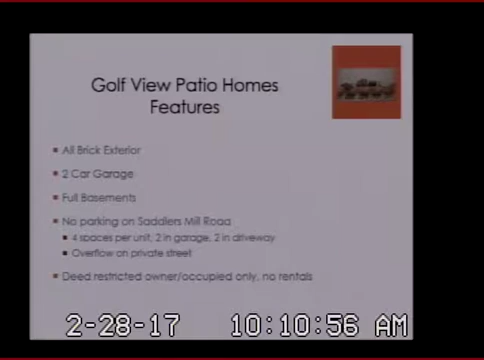 Golf View Patio Homes
Features
All Brick Exterior
2 Car Garage
Full Basements
No parking on Saddlers Mill Road
4 spaces per unit, 2 in garage, 2 in driveway
Overflow on private street
Deed restricted owner/occupied only, no rentals
2-28-17 10:10:56 AM